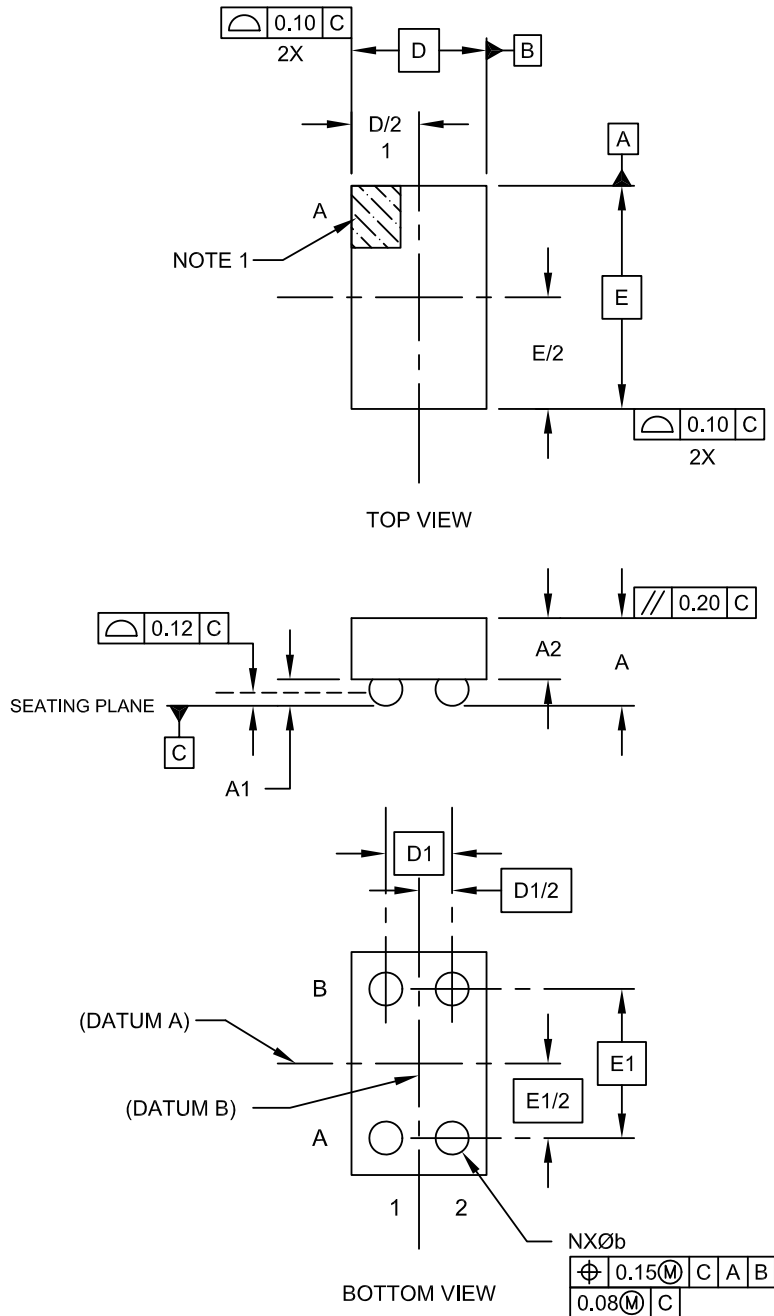 ⌓ 0.10 C
2X
D
B
D/2
1
A
A
NOTE 1
E
E/2
⌓ 0.10 C
2X
TOP VIEW
// 0.20 C
⌓ 0.12 C
A2
A
SEATING PLANE
C
A1
D1
D1/2
B
(DATUM A)
E1
(DATUM B)
E1/2
A
1 2
NXØb
⌖ 0.15Ⓜ C A B
0.08Ⓜ C
BOTTOM VIEW